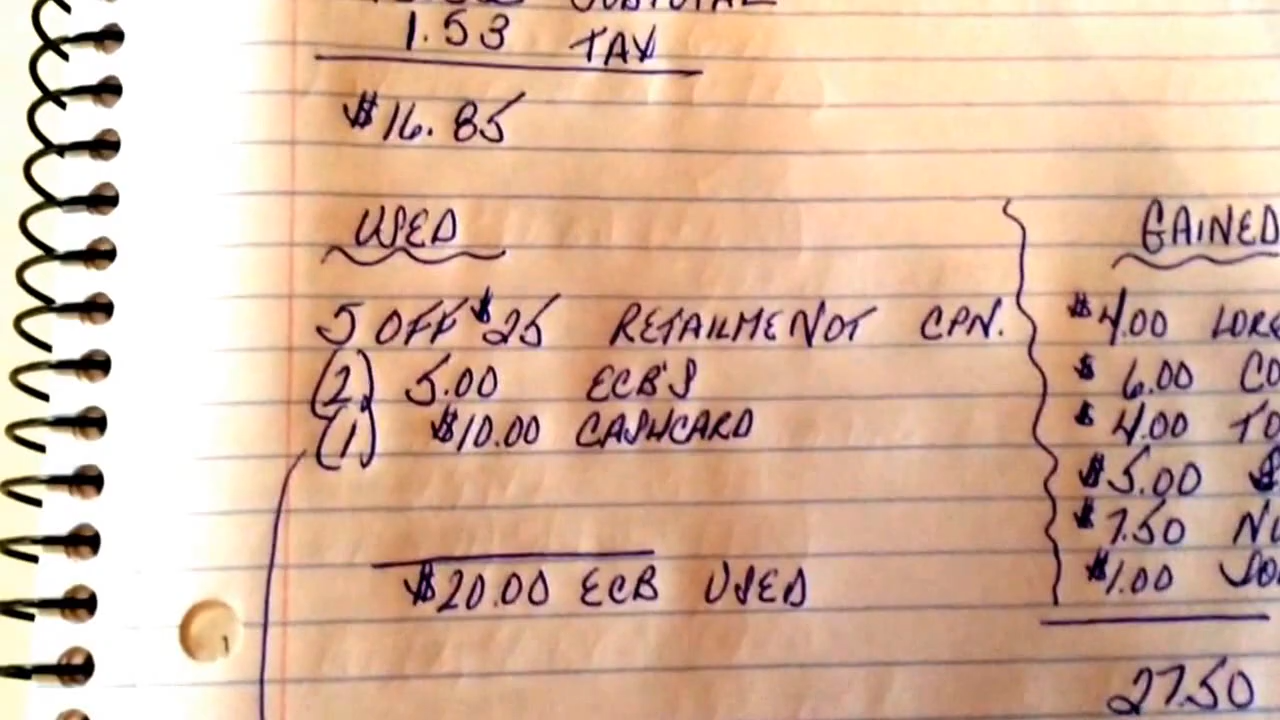 1.53 TAX
$16.85
USED
5 OFF $25 RETAILMENOT CPN.
(2) 5.00 ECB'S
(1) $10.00 CASHCARD
$20.00 ECB USED
GAINED
$4.00
$6.00
$4.00
$5.00
$7.50
$1.00
27.50